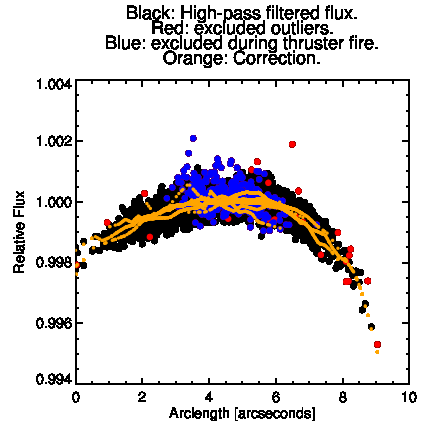 Black: High-pass filtered flux.
Red: excluded outliers.
Blue: excluded during thruster fire.
Orange: Correction.
1.004
1.002
1.000
0.998
0.996
0.994
Relative Flux
0 2 4 6 8 10
Arclength [arcseconds]